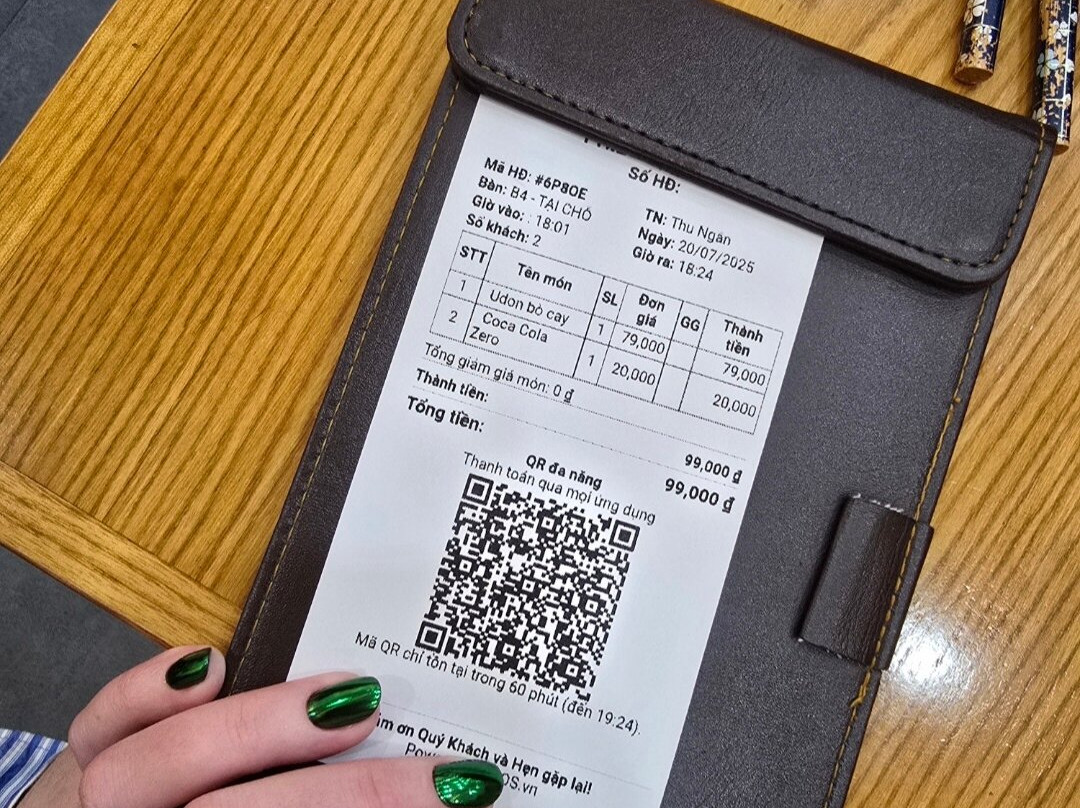 Số HĐ:
Mã HĐ: #6P8OE
Bàn: B4 - TẠI CHỖ
TN: Thu Ngân
Giờ vào: : 18:01
Ngày: 20/07/2025
Số khách: 2
Giờ ra: 18:24
STT Tên món SL Đơn giá GG Thành tiền
1 Udon bò cay 1 79,000 79,000
2 Coca Cola Zero 1 20,000 20,000
Tổng giảm giá món: 0 ₫
Thành tiền: 99,000 ₫
Tổng tiền: 99,000 ₫
QR đa năng
Thanh toán qua mọi ứng dụng
Mã QR chỉ tồn tại trong 60 phút (đến 19:24).
ơn Quý Khách và Hẹn gặp lại!
OS.vn